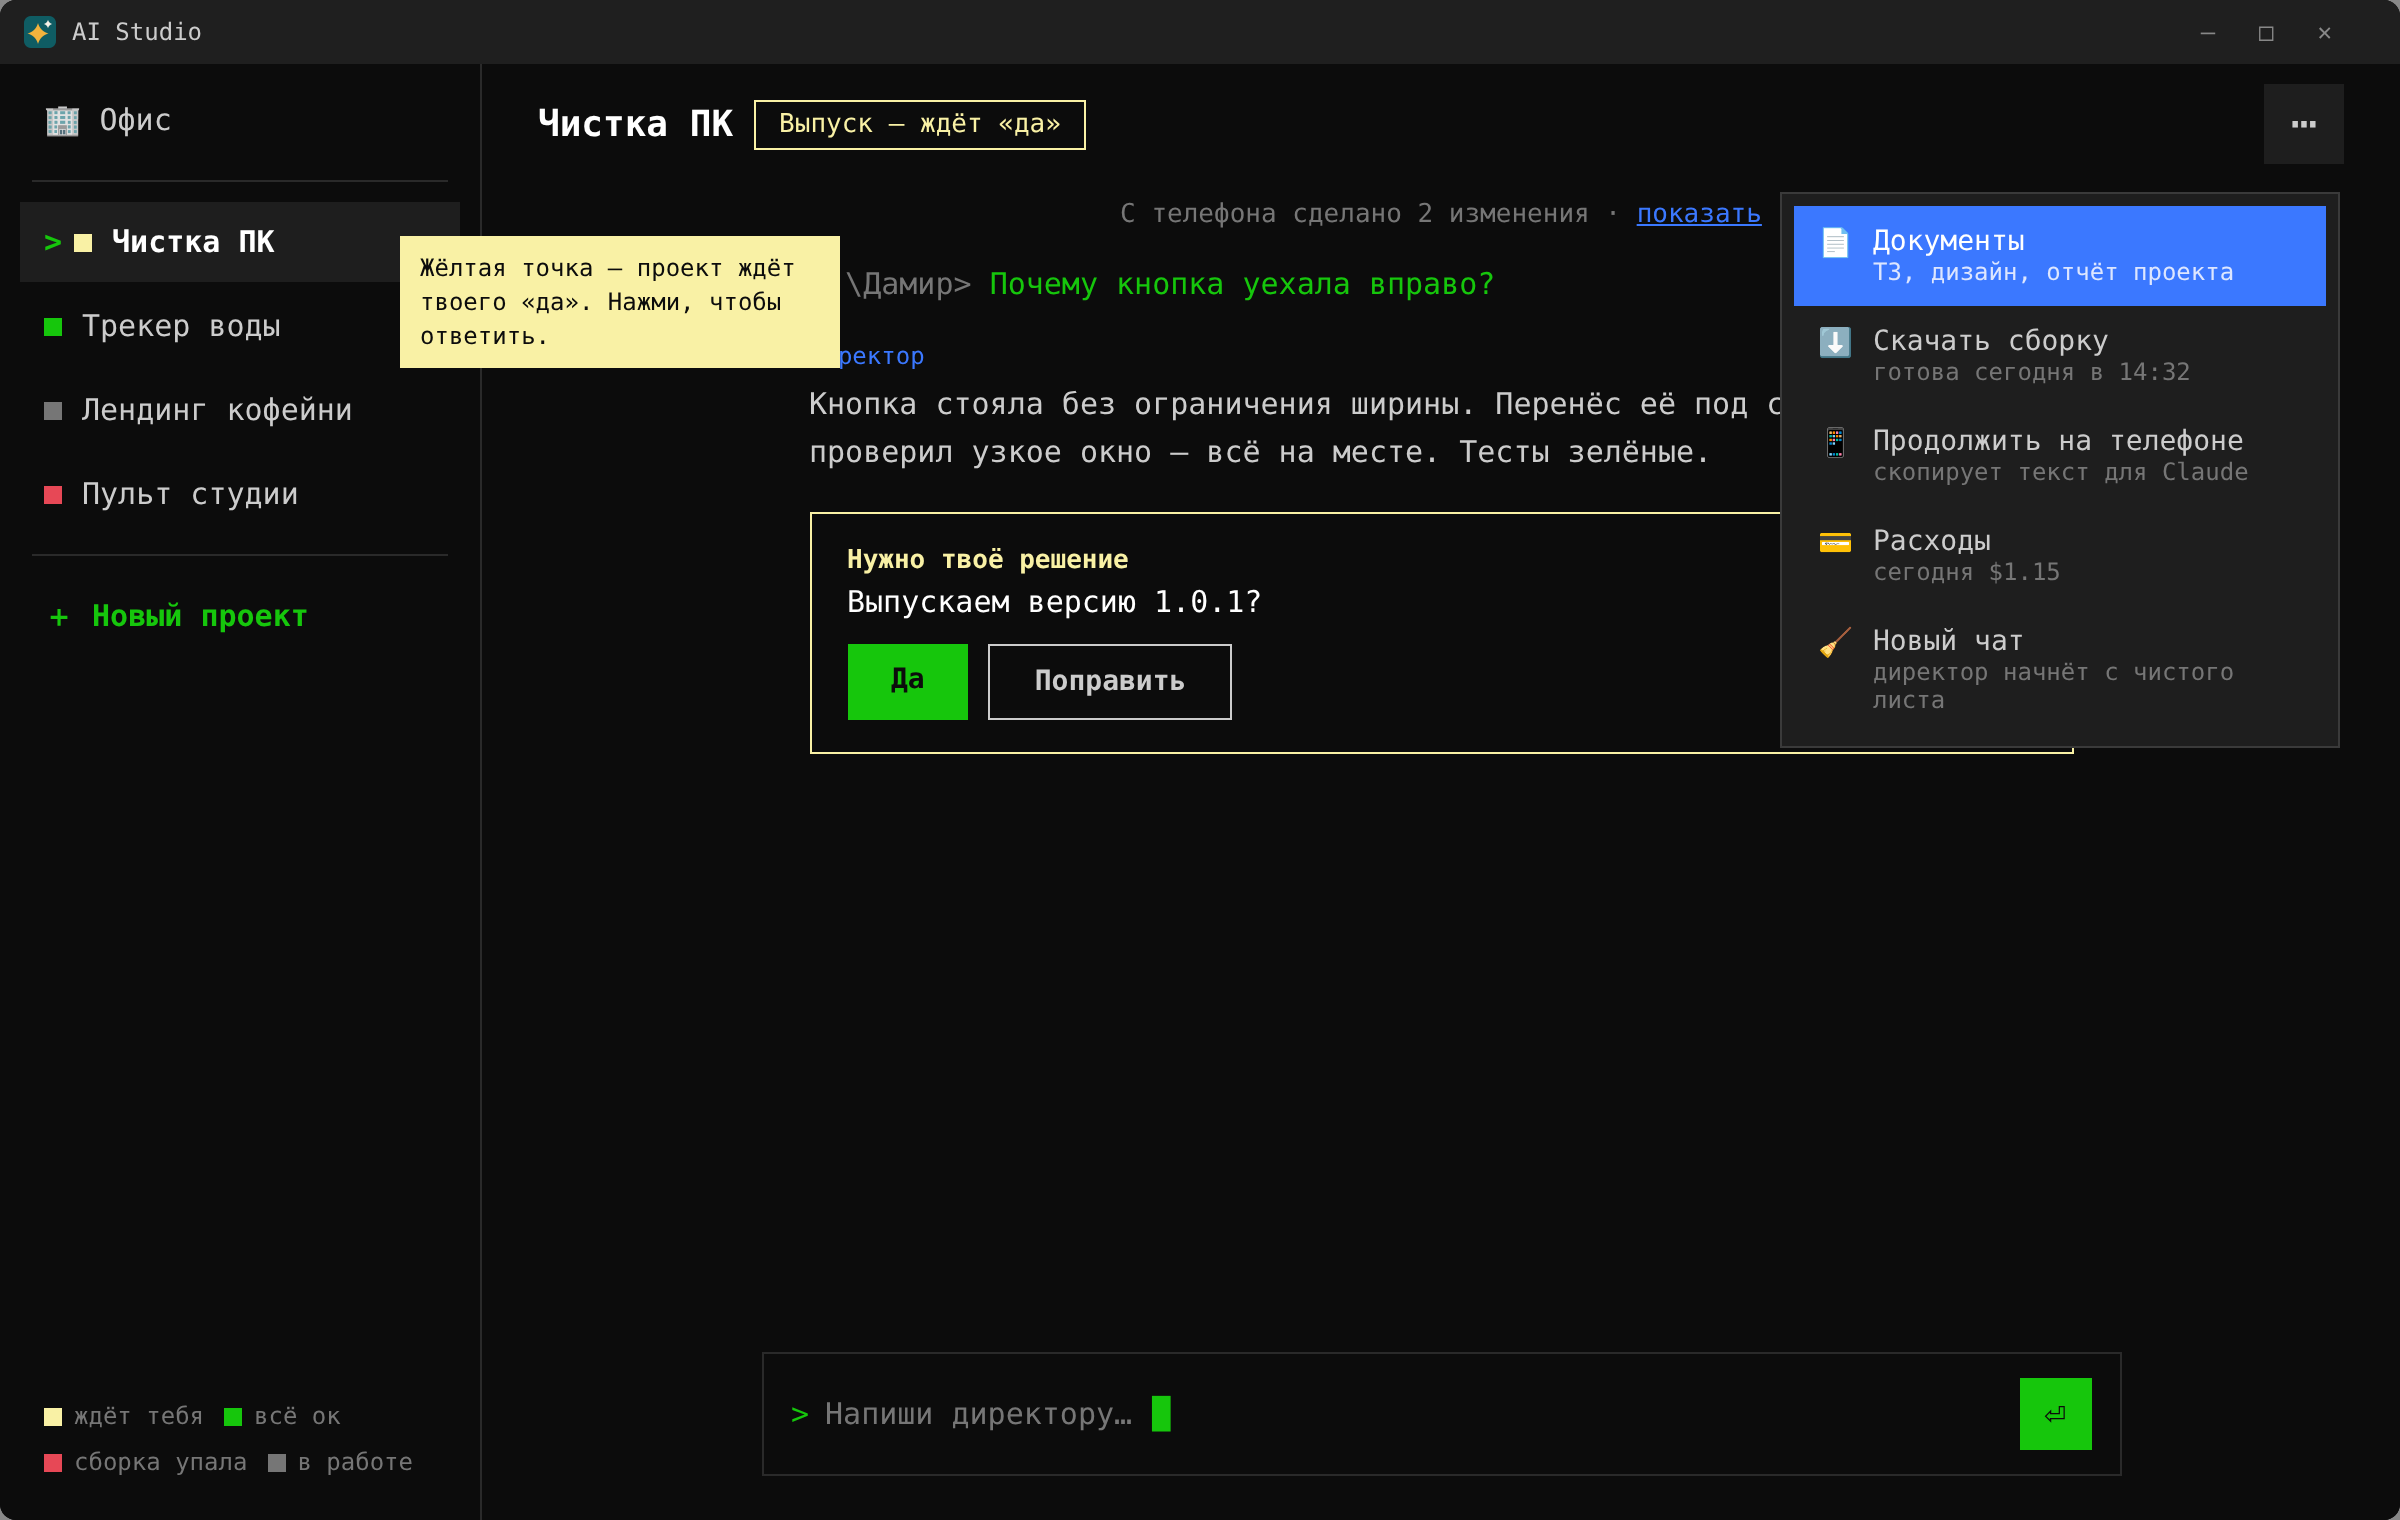 AI Studio
Офис
Чистка ПК
Выпуск — ждёт «да»
С телефона сделано 2 изменения · показать
> Чистка ПК
Жёлтая точка — проект ждёт
твоего «да». Нажми, чтобы
ответить.
\Дамир> Почему кнопка уехала вправо?
Трекер воды
Лендинг кофейни
Пульт студии
+ Новый проект
Кнопка стояла без ограничения ширины. Перенёс её под
проверил узкое окно — всё на месте. Тесты зелёные.
Нужно твоё решение
Выпускаем версию 1.0.1?
Да
Поправить
Документы
ТЗ, дизайн, отчёт проекта
Скачать сборку
готова сегодня в 14:32
Продолжить на телефоне
скопирует текст для Claude
Расходы
сегодня $1.15
Новый чат
директор начнёт с чистого
листа
ждёт тебя всё ок
сборка упала в работе
> Напиши директору…